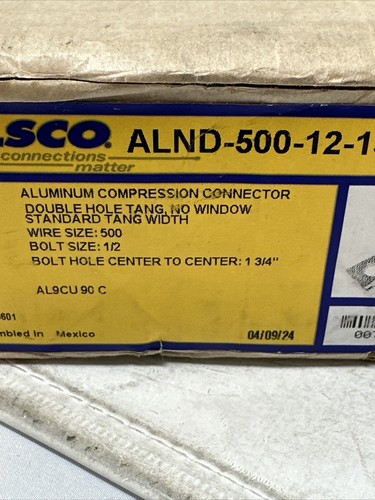 LSCO. ALND-500-12-1
connections
matter
ALUMINUM COMPRESSION CONNECTOR
DOUBLE HOLE TANG, NO WINDOW
STANDARD TANG WIDTH
WIRE SIZE: 500
BOLT SIZE: 1/2
BOLT HOLE CENTER TO CENTER: 1 3/4"
AL9CU 90 C
601
mbled In Mexico
04/09/24
007